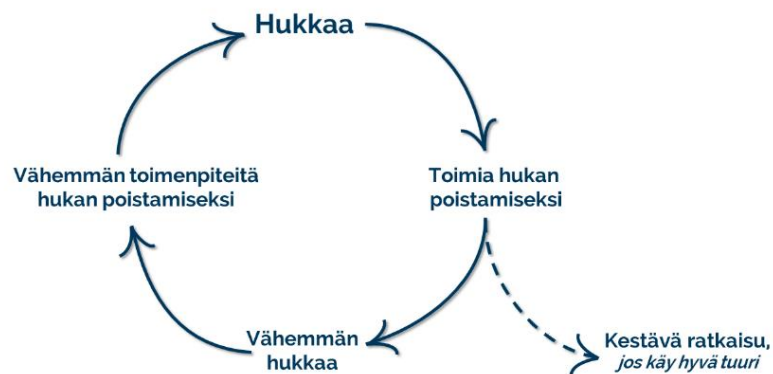 Hukkaa
Toimia hukan
poistamiseksi
Vähemmän toimenpiteitä
hukan poistamiseksi
Vähemmän
hukkaa
Kestävä ratkaisu,
jos käy hyvä tuuri